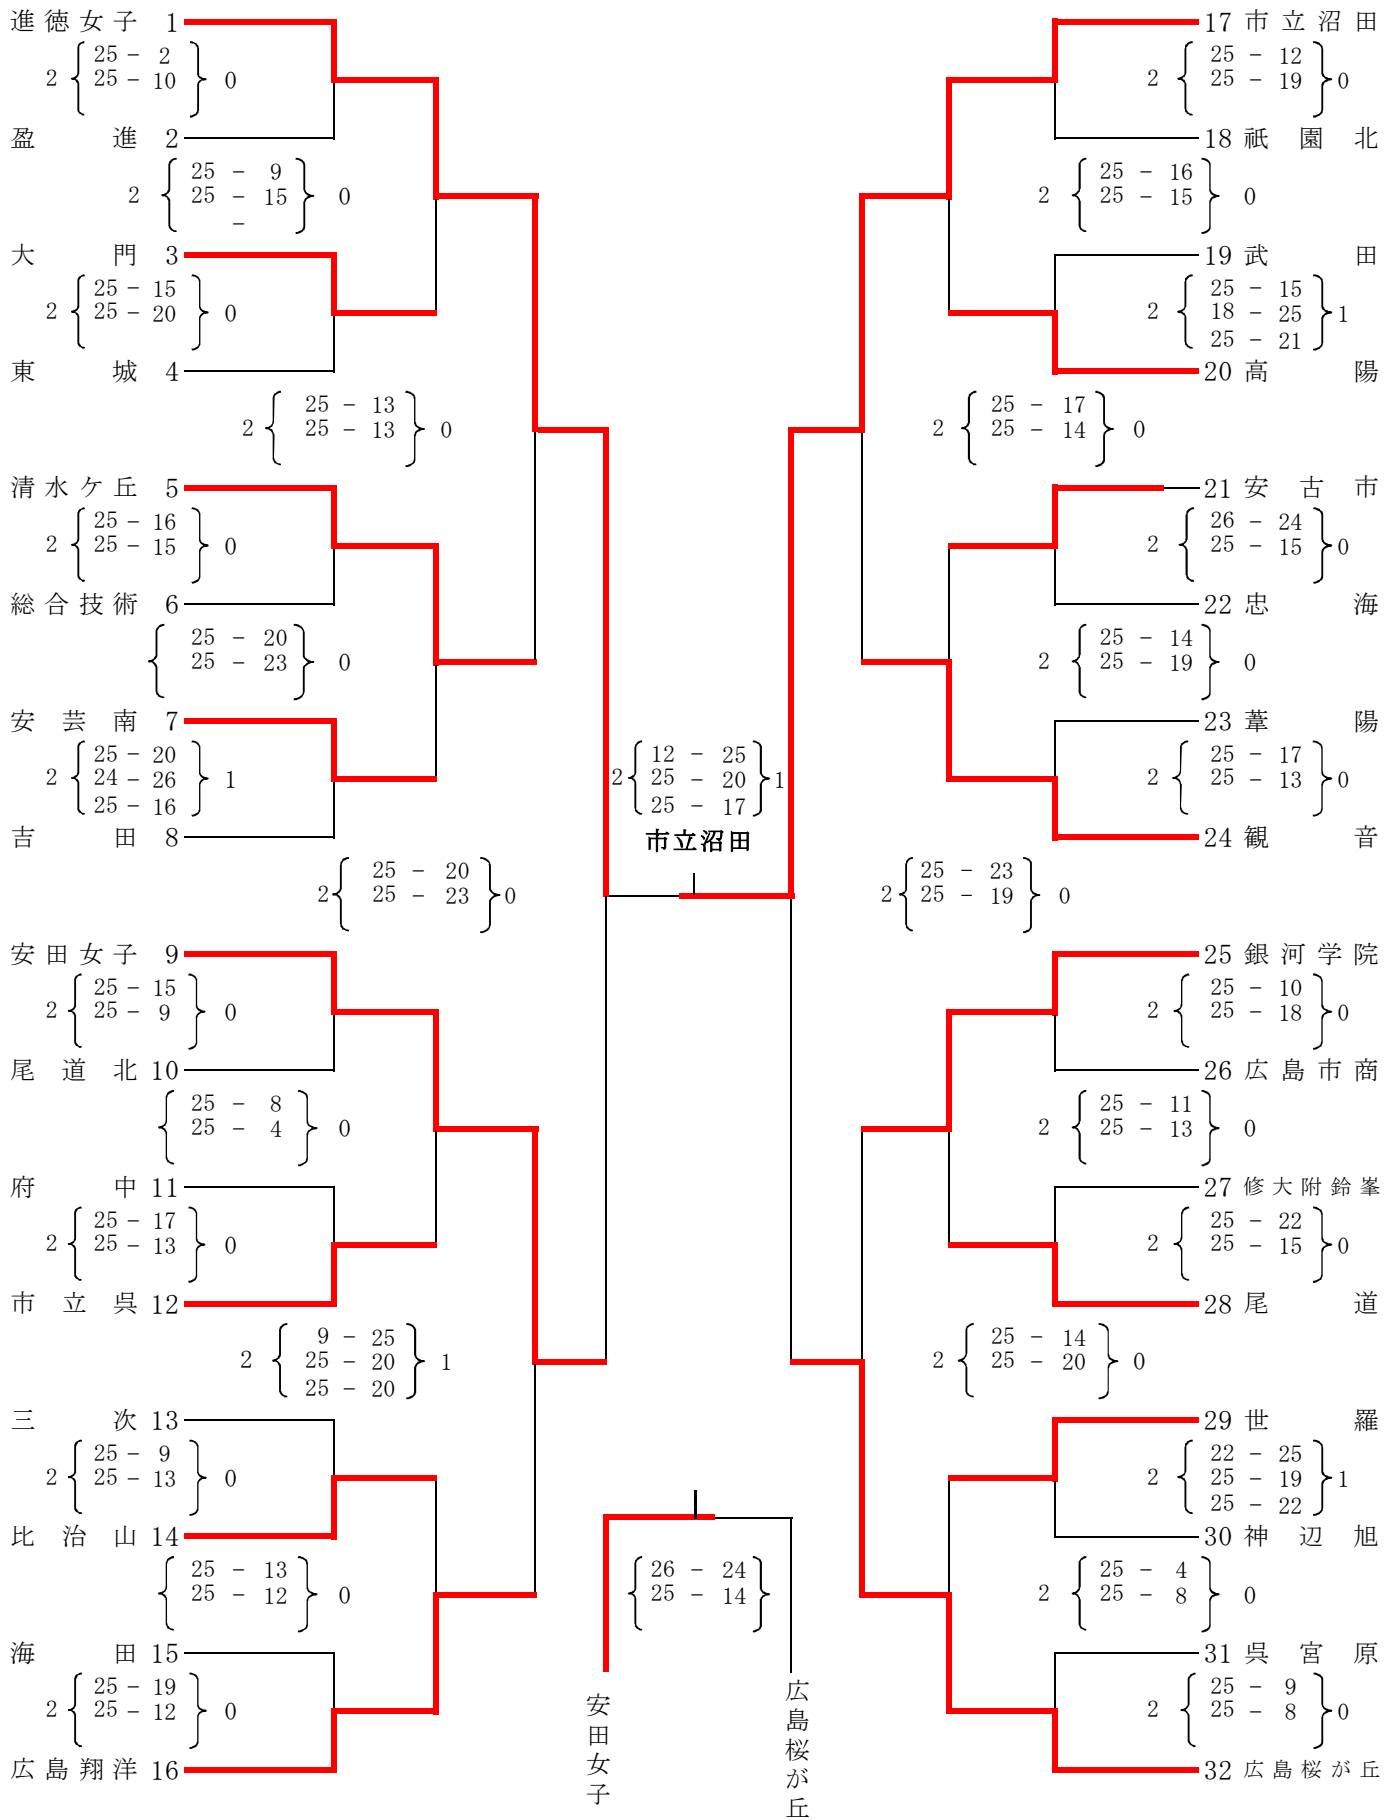 進徳女子 1
2 25 - 2 0
25 - 10
盈進 2
2 25 - 9 0
25 - 15
-
大門 3
2 25 - 15 0
25 - 20
東城 4
2 25 - 13 0
25 - 13
清水ケ丘 5
2 25 - 16 0
25 - 15
総合技術 6
25 - 20 0
25 - 23
安芸南 7
2 25 - 20 1
24 - 26
25 - 16
吉田 8
2 25 - 20 0
25 - 23
安田女子 9
2 25 - 15 0
25 - 9
尾道北 10
25 - 8 0
25 - 4
府中 11
2 25 - 17 0
25 - 13
市立呉 12
2 9 - 25 1
25 - 20
25 - 20
三次 13
2 25 - 9 0
25 - 13
比治山 14
25 - 13 0
25 - 12
海田 15
2 25 - 19 0
25 - 12
広島翔洋 16
2 12 - 25 1
25 - 20
25 - 17
市立沼田
26 - 24
25 - 14
安田女子
広島桜が丘
17 市立沼田
2 25 - 12 0
25 - 19
18 祇園北
2 25 - 16 0
25 - 15
19 武田
2 25 - 15 1
18 - 25
25 - 21
20 高陽
2 25 - 17 0
25 - 14
21 安古市
2 26 - 24 0
25 - 15
22 忠海
2 25 - 14 0
25 - 19
23 葦陽
2 25 - 17 0
25 - 13
24 観音
2 25 - 23 0
25 - 19
25 銀河学院
2 25 - 10 0
25 - 18
26 広島市商
2 25 - 11 0
25 - 13
27 修大附鈴峯
2 25 - 22 0
25 - 15
28 尾道
2 25 - 14 0
25 - 20
29 世羅
2 22 - 25 1
25 - 19
25 - 22
30 神辺旭
2 25 - 4 0
25 - 8
31 呉宮原
2 25 - 9 0
25 - 8
32 広島桜が丘